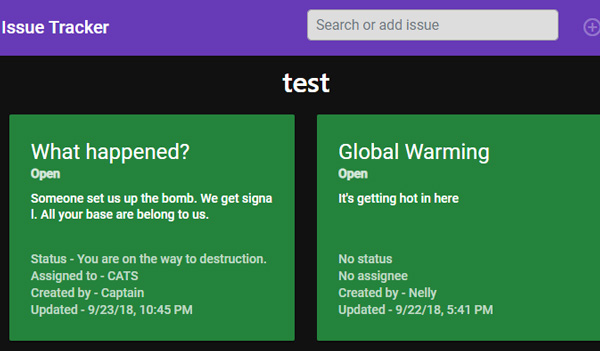 Issue Tracker
Search or add issue
test
What happened?
Open
Someone set us up the bomb. We get signa
l. All your base are belong to us.
Status - You are on the way to destruction.
Assigned to - CATS
Created by - Captain
Updated - 9/23/18, 10:45 PM
Global Warming
Open
It's getting hot in here
No status
No assignee
Created by - Nelly
Updated - 9/22/18, 5:41 PM